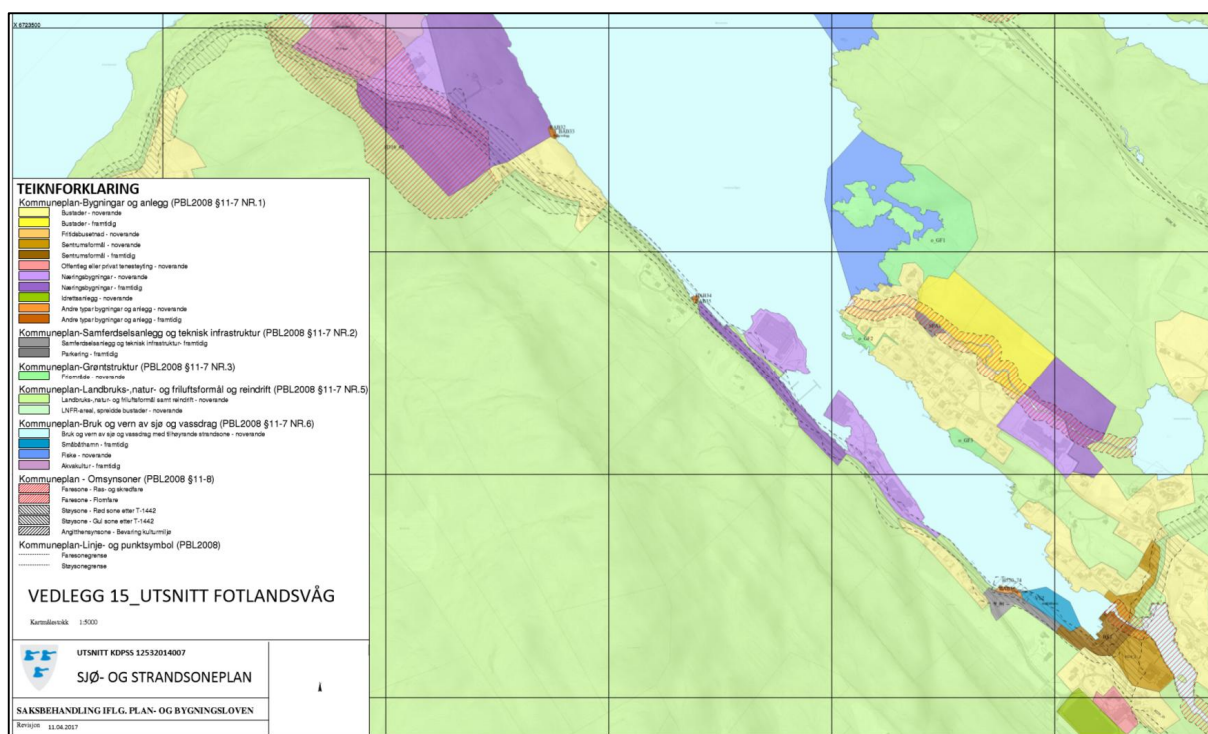 X 6723500
TEIKNFORKLARING
Kommuneplan-Bygningar og anlegg (PBL2008 §11-7 NR.1)
Bustader - noverande
Bustader - framtidig
Fritidsbusetnad - noverande
Sentrumsformål - noverande
Sentrumsformål - framtidig
Offentleg eller privat tenesteyting - noverande
Næringsbygningar - noverande
Næringsbygningar - framtidig
Idrettsanlegg - noverande
Andre typar bygningar og anlegg - noverande
Andre typar bygningar og anlegg - framtidig
Kommuneplan-Samferdselsanlegg og teknisk infrastruktur (PBL2008 §11-7 NR.2)
Samferdselsanlegg og teknisk infrastruktur- framtidig
Parkering - framtidig
Kommuneplan-Grøntstruktur (PBL2008 §11-7 NR.3)
Friområde - noverande
Kommuneplan-Landbruks-,natur- og friluftsformål og reindrift (PBL2008 §11-7 NR.5)
Landbruks-,natur- og friluftsformål samt reindrift - noverande
LNFR-areal, spreidde bustader - noverande
Kommuneplan-Bruk og vern av sjø og vassdrag (PBL2008 §11-7 NR.6)
Bruk og vern av sjø og vassdrag med tilhøyrande strandsone - noverande
Småbåthamn - framtidig
Fiske - noverande
Akvakultur - framtidig
Kommuneplan - Omsynsoner (PBL2008 §11-8)
Faresone - Ras- og skredfare
Faresone - Flomfare
Støysone - Rød sone etter T-1442
Støysone - Gul sone etter T-1442
Angitthensynsone - Bevaring kulturmiljø
Kommuneplan-Linje- og punktsymbol (PBL2008)
Faresonegrense
Støysonegrense
VEDLEGG 15_UTSNITT FOTLANDSVÅG
Kartmålestokk 1:5000
UTSNITT KDPSS 12532014007
SJØ- OG STRANDSONEPLAN
SAKSBEHANDLING IFLG. PLAN- OG BYGNINGSLOVEN
Revisjon 11.04.2017